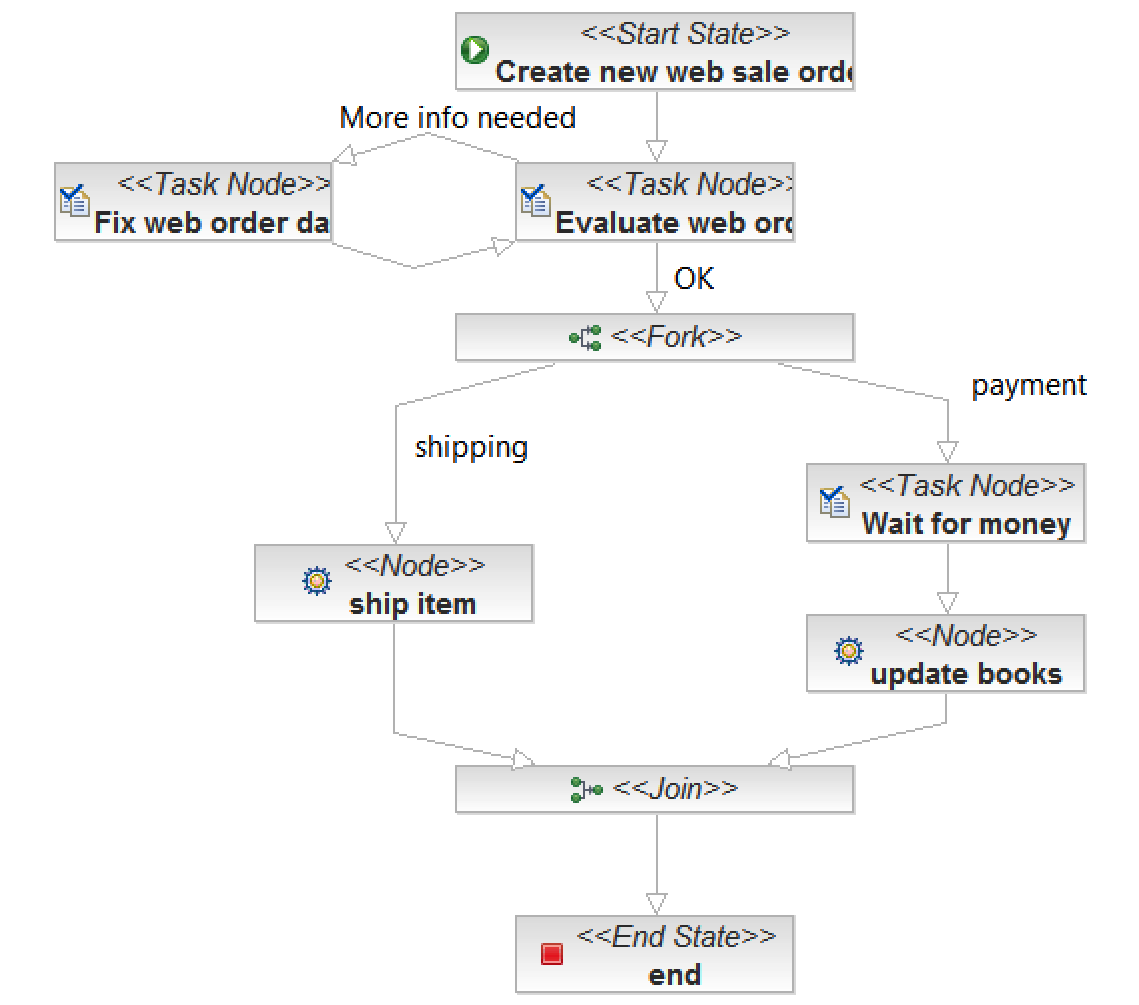 <<Start State>>
Create new web sale orde
More info needed
<<Task Node>>
Fix web order da
<<Task Node>>
Evaluate web ord
OK
<<Fork>>
payment
shipping
<<Task Node>>
Wait for money
<<Node>>
ship item
<<Node>>
update books
<<Join>>
<<End State>>
end